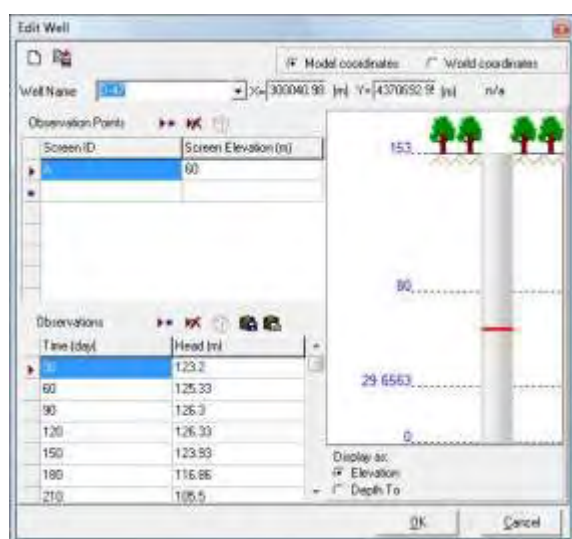 Edit Well
Model coordinates World coordinates
Well Name X= 300040.98 [m] Y= 4370692.9 [m] n/a
Observation Points
Screen ID Screen Elevation (m)
A 60
Observations
Time (day) Head (m)
30 123.2
60 125.33
90 126.3
120 126.33
150 123.93
180 116.86
210 105.5
153
80
29.6563
0
Display as:
Elevation
Depth To
OK Cancel